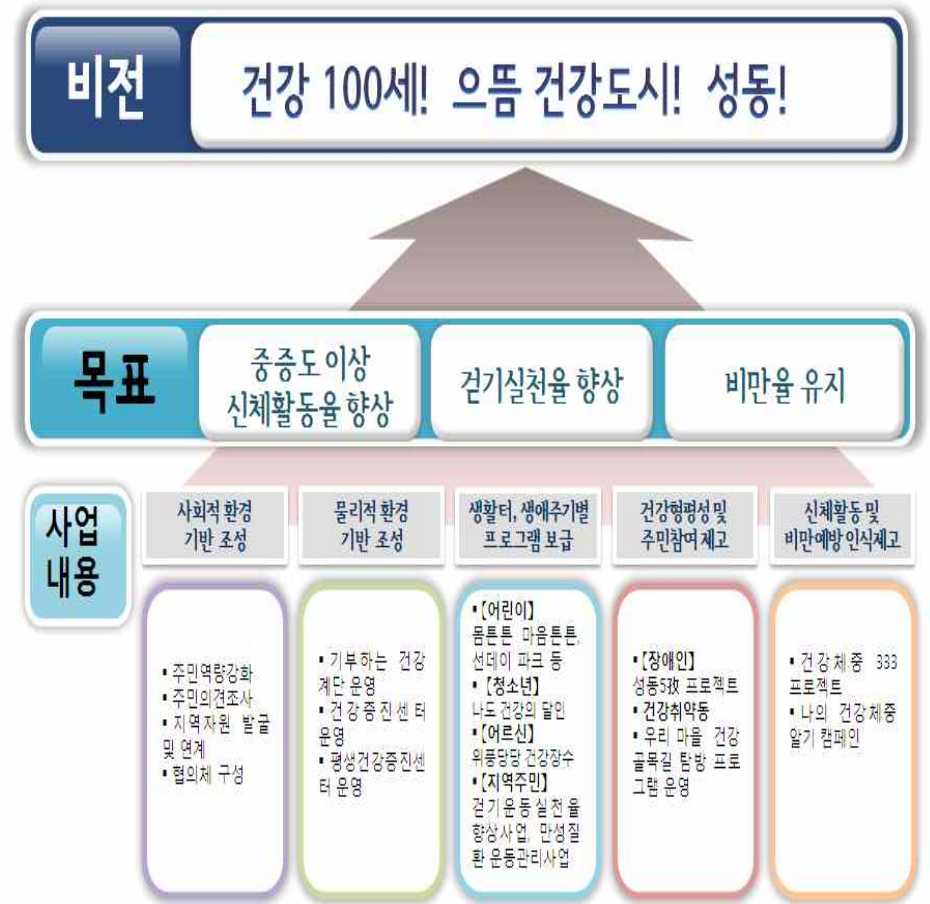 비전
건강 100세! 으뜸 건강도시! 성동!
목표
중증도 이상
신체활동율 향상
걷기실천율 향상
비만율 유지
사업
내용
사회적 환경
기반 조성
물리적 환경
기반 조성
생활터, 생애주기별
프로그램 보급
건강형평성 및
주민참여 제고
신체활동 및
비만예방 인식제고
▪ 주민역량강화
▪ 주민의견조사
▪ 지역자원 발굴
및 연계
▪ 협의체 구성
▪ 기부하는 건강
계단 운영
▪ 건강증진센터
운영
▪ 평생건강증진센
터 운영
▪【어린이】
몸튼튼 마음튼튼,
선데이 파크 등
▪【청소년】
나도 건강의 달인
▪【어르신】
위풍당당 건강장수
▪【지역주민】
걷기운동실천율
향상사업, 만성질
환 운동관리사업
▪【장애인】
성동5玫 프로젝트
▪ 건강취약동
▪ 우리 마을 건강
골목길 탐방 프로
그램 운영
▪ 건강체중 333
프로젝트
▪ 나의 건강체중
알기 캠페인